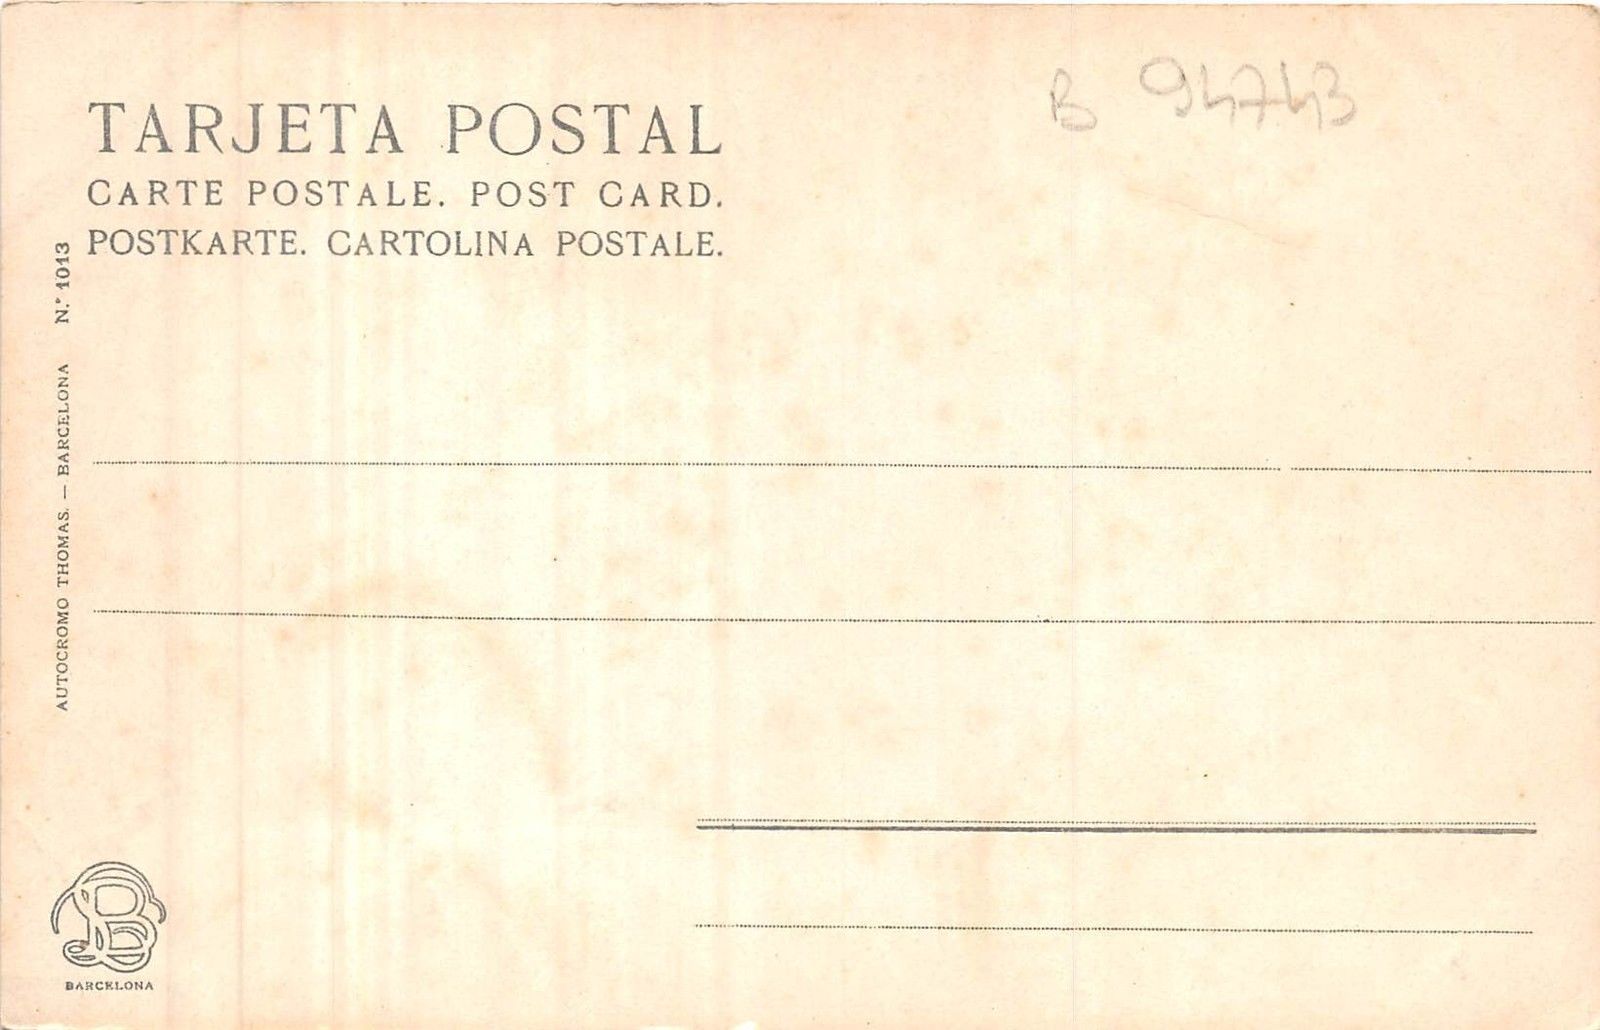 B 94743
TARJETA POSTAL
CARTE POSTALE. POST CARD.
POSTKARTE. CARTOLINA POSTALE.
AUTOCROMO THOMAS. — BARCELONA N.° 1013
B
BARCELONA